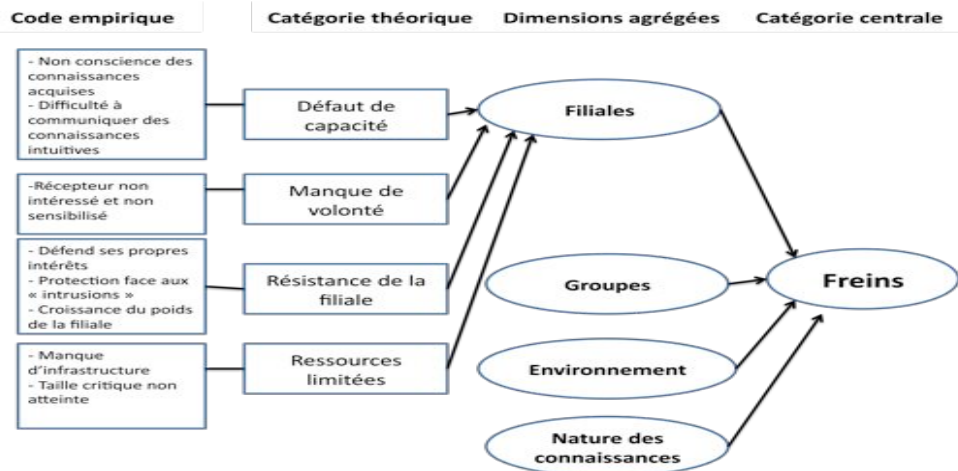 Code empirique
Catégorie théorique
Dimensions agrégées
Catégorie centrale
- Non conscience des
connaissances
acquises
- Difficulté à
communiquer des
connaissances
intuitives
Défaut de
capacité
Filiales
-Récepteur non
intéressé et non
sensibilisé
Manque de
volonté
- Défend ses propres
intérêts
- Protection face aux
« intrusions »
- Croissance du poids
de la filiale
Résistance de la
filiale
Groupes
Freins
- Manque
d'infrastructure
- Taille critique non
atteinte
Ressources
limitées
Environnement
Nature des
connaissances